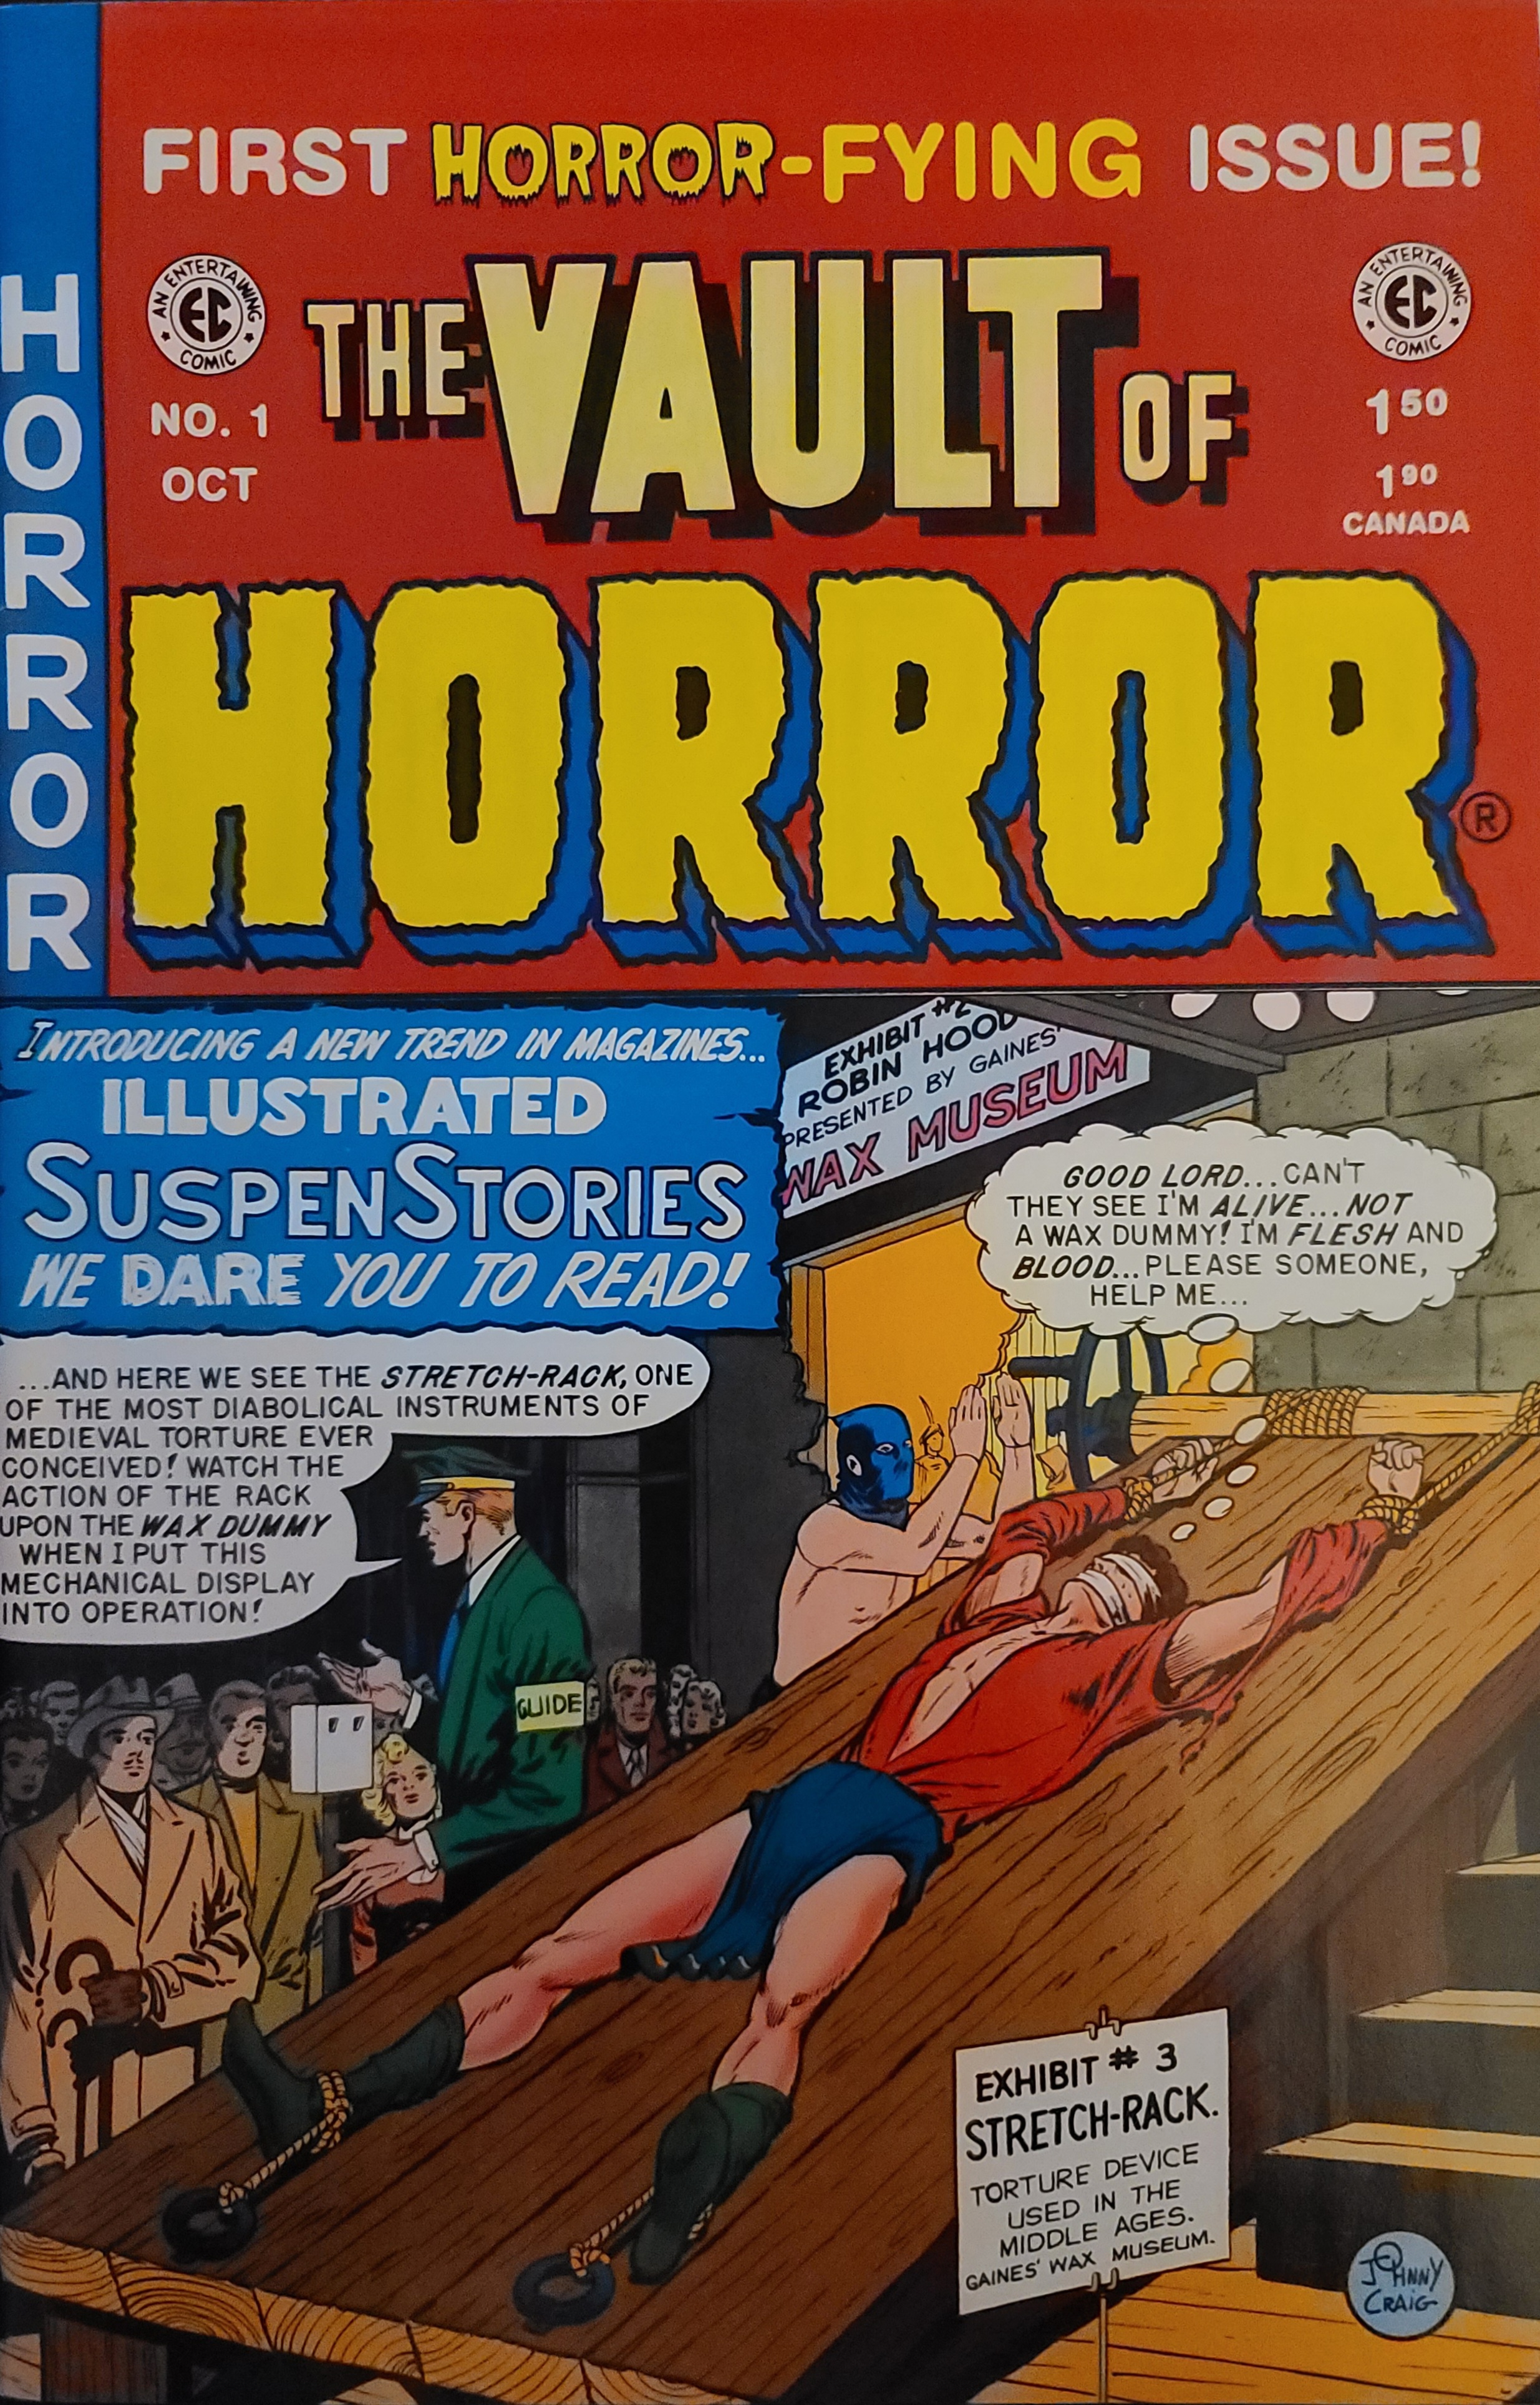 FIRST HORROR-FYING ISSUE!
AN ENTERTAINING
EC
COMIC
NO. 1
OCT
THE VAULT OF
HORROR®
AN ENTERTAINING
EC
COMIC
1 50
1 90
CANADA
HORROR
INTRODUCING A NEW TREND IN MAGAZINES...
ILLUSTRATED
SUSPENSTORIES
WE DARE YOU TO READ!
EXHIBIT #2
ROBIN HOOD
PRESENTED BY GAINES'
WAX MUSEUM
GOOD LORD...CAN'T
THEY SEE I'M ALIVE...NOT
A WAX DUMMY! I'M FLESH AND
BLOOD...PLEASE SOMEONE,
HELP ME...
...AND HERE WE SEE THE STRETCH-RACK, ONE
OF THE MOST DIABOLICAL INSTRUMENTS OF
MEDIEVAL TORTURE EVER
CONCEIVED! WATCH THE
ACTION OF THE RACK
UPON THE WAX DUMMY
WHEN I PUT THIS
MECHANICAL DISPLAY
INTO OPERATION!
GUIDE
EXHIBIT # 3
STRETCH-RACK.
TORTURE DEVICE
USED IN THE
MIDDLE AGES.
GAINES' WAX MUSEUM.
JOHNNY
CRAIG